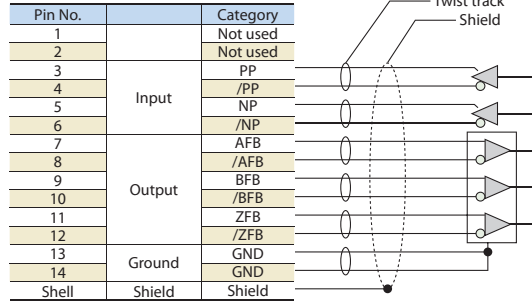 Twist track
Shield
Pin No. Category
1 Not used
2 Not used
3 PP
4 /PP
Input
5 NP
6 /NP
7 AFB
8 /AFB
9 BFB
Output
10 /BFB
11 ZFB
12 /ZFB
13 GND
Ground
14 GND
Shell Shield Shield